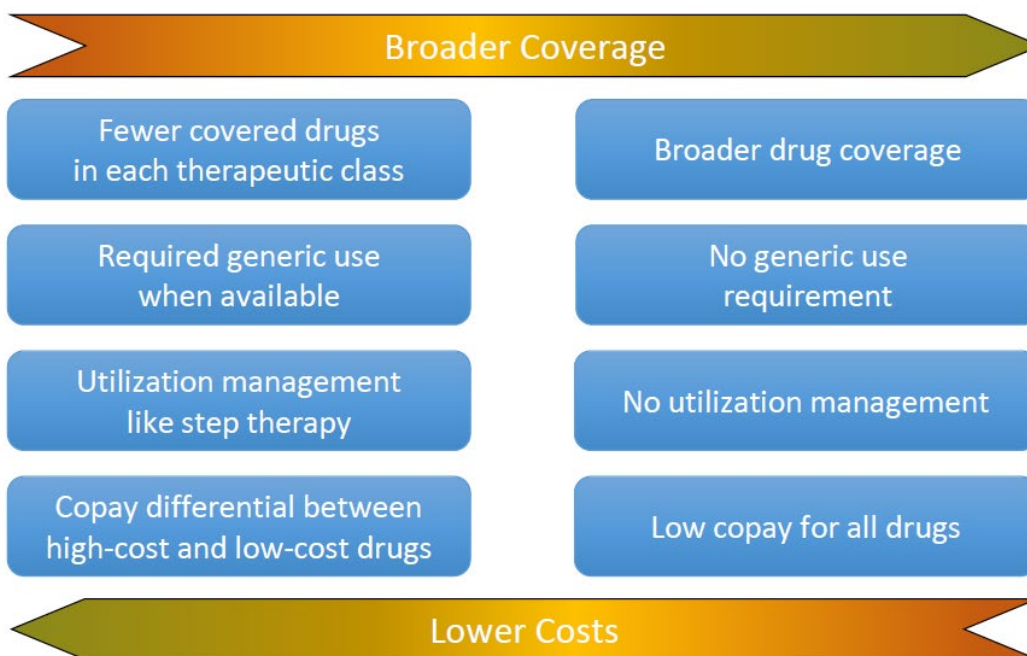 Broader Coverage
Fewer covered drugs
in each therapeutic class
Broader drug coverage
Required generic use
when available
No generic use
requirement
Utilization management
like step therapy
No utilization management
Copay differential between
high-cost and low-cost drugs
Low copay for all drugs
Lower Costs